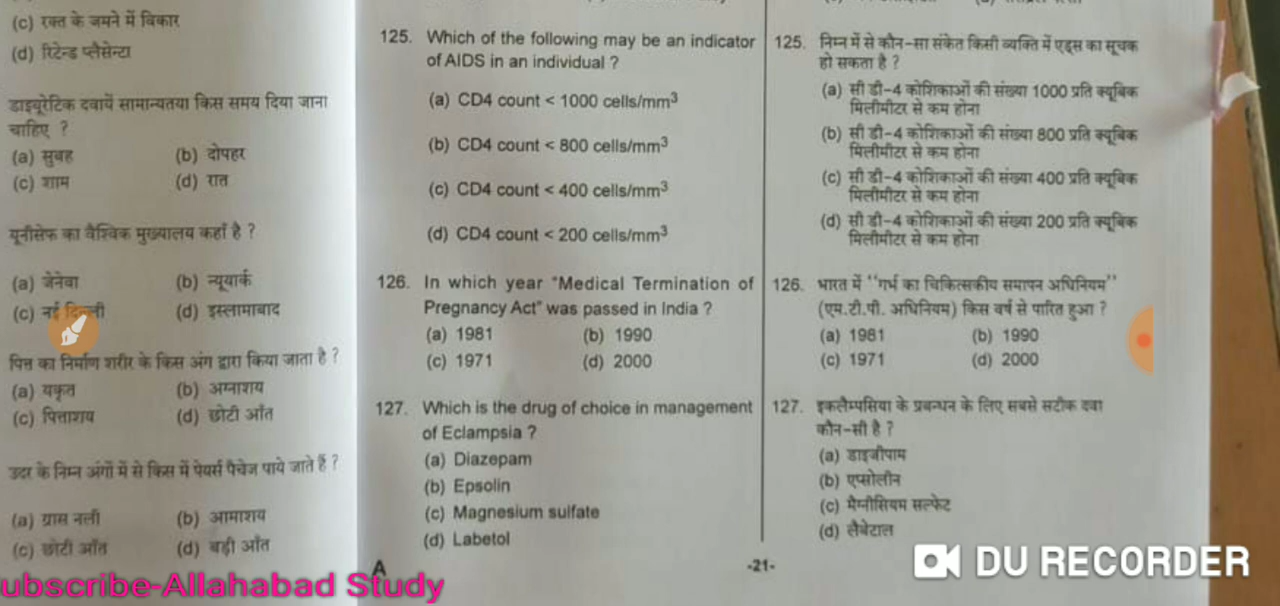 (c) रक्त के जमने में विकार
(d) रिटेन्ड प्लैसेन्टा
डाइयूरेटिक दवायें सामान्यतया किस समय दिया जाना
चाहिए ?
(a) सुबह (b) दोपहर
(c) शाम (d) रात
यूनीसेफ का वैश्विक मुख्यालय कहाँ है ?
(a) जेनेवा (b) न्यूयार्क
(c) नई दिल्ली (d) इस्लामाबाद
पित्त का निर्माण शरीर के किस अंग द्वारा किया जाता है ?
(a) यकृत (b) अग्नाशय
(c) पित्ताशय (d) छोटी आँत
उदर के निम्न अंगों में से किस में पेयर्स पैचेज पाये जाते हैं ?
(a) ग्रास नली (b) आमाशय
(c) छोटी आँत (d) बड़ी आँत
125. Which of the following may be an indicator
of AIDS in an individual ?
(a) CD4 count < 1000 cells/mm³
(b) CD4 count < 800 cells/mm³
(c) CD4 count < 400 cells/mm³
(d) CD4 count < 200 cells/mm³
126. In which year "Medical Termination of
Pregnancy Act" was passed in India ?
(a) 1981 (b) 1990
(c) 1971 (d) 2000
127. Which is the drug of choice in management
of Eclampsia ?
(a) Diazepam
(b) Epsolin
(c) Magnesium sulfate
(d) Labetol
125. निम्न में से कौन-सा संकेत किसी व्यक्ति में एड्स का सूचक
हो सकता है ?
(a) सी डी-4 कोशिकाओं की संख्या 1000 प्रति क्यूबिक
मिलीमीटर से कम होना
(b) सी डी-4 कोशिकाओं की संख्या 800 प्रति क्यूबिक
मिलीमीटर से कम होना
(c) सी डी-4 कोशिकाओं की संख्या 400 प्रति क्यूबिक
मिलीमीटर से कम होना
(d) सी डी-4 कोशिकाओं की संख्या 200 प्रति क्यूबिक
मिलीमीटर से कम होना
126. भारत में ‘‘गर्भ का चिकित्सकीय समापन अधिनियम’’
(एम.टी.पी. अधिनियम) किस वर्ष से पारित हुआ ?
(a) 1981 (b) 1990
(c) 1971 (d) 2000
127. इकलैम्पसिया के प्रबन्धन के लिए सबसे सटीक दवा
कौन-सी है ?
(a) डाइजीपाम
(b) एप्सोलीन
(c) मैग्नीसियम सल्फेट
(d) लैबेटाल
A
-21-
DU RECORDER
ubscribe-Allahabad Study